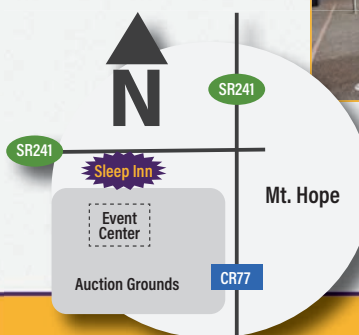 N
SR241
SR241
Sleep Inn
Mt. Hope
Event
Center
Auction Grounds
CR77